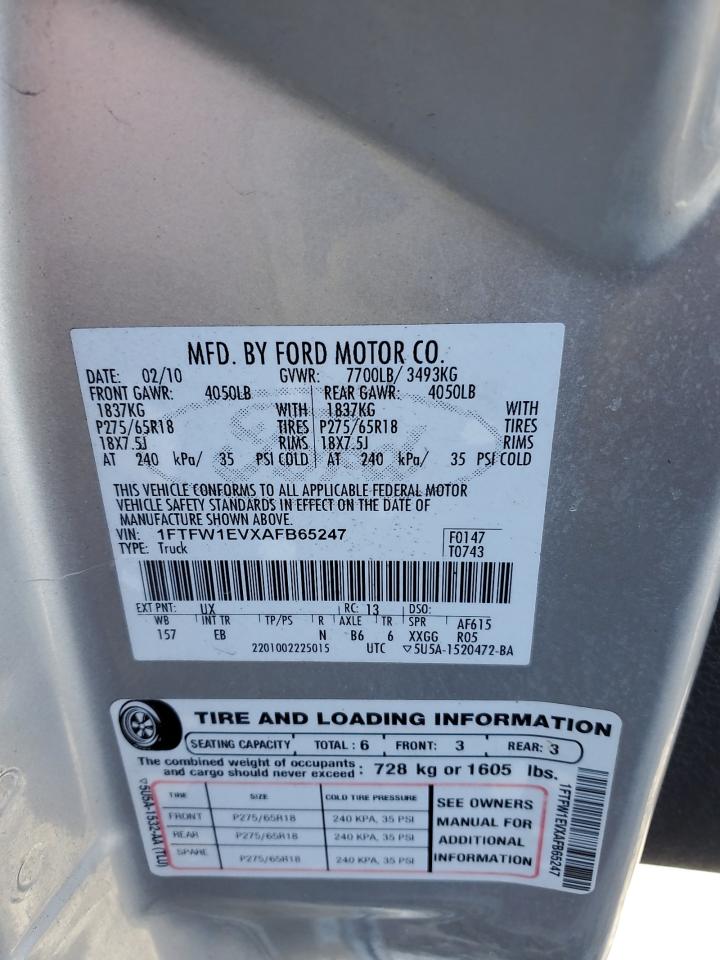 MFD. BY FORD MOTOR CO.
DATE: 02/10 GVWR: 7700LB/ 3493KG
FRONT GAWR: 4050LB REAR GAWR: 4050LB
1837KG WITH 1837KG WITH
P275/65R18 TIRES P275/65R18 TIRES
18X7.5J RIMS 18X7.5J RIMS
AT 240 kPa/ 35 PSI COLD AT 240 kPa/ 35 PSI COLD
THIS VEHICLE CONFORMS TO ALL APPLICABLE FEDERAL MOTOR
VEHICLE SAFETY STANDARDS IN EFFECT ON THE DATE OF
MANUFACTURE SHOWN ABOVE.
VIN: 1FTFW1EVXAFB65247 F0147
TYPE: Truck T0743
EXT PNT: UX RC: 13 DSO:
WB INT TR TP/PS R AXLE TR SPR AF615
157 EB N B6 6 XXGG R05
2201002225015 UTC ▽5U5A-1520472-BA
TIRE AND LOADING INFORMATION
SEATING CAPACITY TOTAL : 6 FRONT: 3 REAR: 3
The combined weight of occupants
and cargo should never exceed : 728 kg or 1605 lbs.
TIRE SIZE COLD TIRE PRESSURE
FRONT P275/65R18 240 KPA, 35 PSI
REAR P275/65R18 240 KPA, 35 PSI
SPARE P275/65R18 240 KPA, 35 PSI
SEE OWNERS
MANUAL FOR
ADDITIONAL
INFORMATION
▽5U5A-1532-AA (TLU)
1FTFW1EVXAFB65247